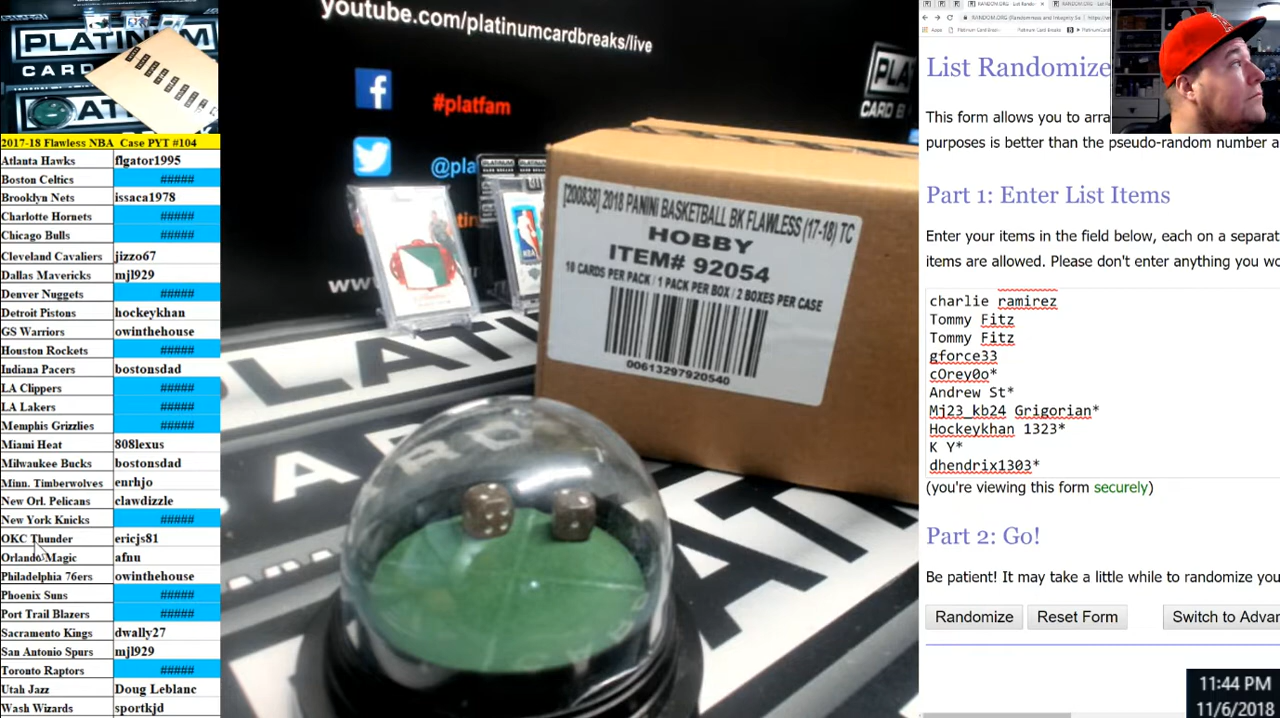 PLATINUM
CARD
2017-18 Flawless NBA Case PYT #104
Atlanta Hawks flgator1995
Boston Celtics #####
Brooklyn Nets issaca1978
Charlotte Hornets #####
Chicago Bulls #####
Cleveland Cavaliers jizzo67
Dallas Mavericks mjl929
Denver Nuggets #####
Detroit Pistons hockeykhan
GS Warriors owinthehouse
Houston Rockets #####
Indiana Pacers bostonsdad
LA Clippers #####
LA Lakers #####
Memphis Grizzlies #####
Miami Heat 808lexus
Milwaukee Bucks bostonsdad
Minn. Timberwolves enrhjo
New Orl. Pelicans clawdizzle
New York Knicks #####
OKC Thunder ericjs81
Orlando Magic afnu
Philadelphia 76ers owinthehouse
Phoenix Suns #####
Port Trail Blazers #####
Sacramento Kings dwally27
San Antonio Spurs mjl929
Toronto Raptors #####
Utah Jazz Doug Leblanc
Wash Wizards sportkjd
youtube.com/platinumcardbreaks/live
#platfam
@pla
[200838] 2018 PANINI BASKETBALL BK FLAWLESS (17-18) TC
HOBBY
ITEM# 92054
10 CARDS PER PACK / 1 PACK PER BOX / 2 BOXES PER CASE
00613297920540
PLAT
CARD B
List Randomize
This form allows you to arra
purposes is better than the pseudo-random number a
Part 1: Enter List Items
Enter your items in the field below, each on a separat
items are allowed. Please don't enter anything you wo
charlie ramirez
Tommy Fitz
Tommy Fitz
gforce33
cOrey0o*
Andrew St*
Mj23_kb24 Grigorian*
Hockeykhan 1323*
K Y*
dhendrix1303*
(you're viewing this form securely)
Part 2: Go!
Be patient! It may take a little while to randomize you
Randomize Reset Form Switch to Advar
11:44 PM
11/6/2018